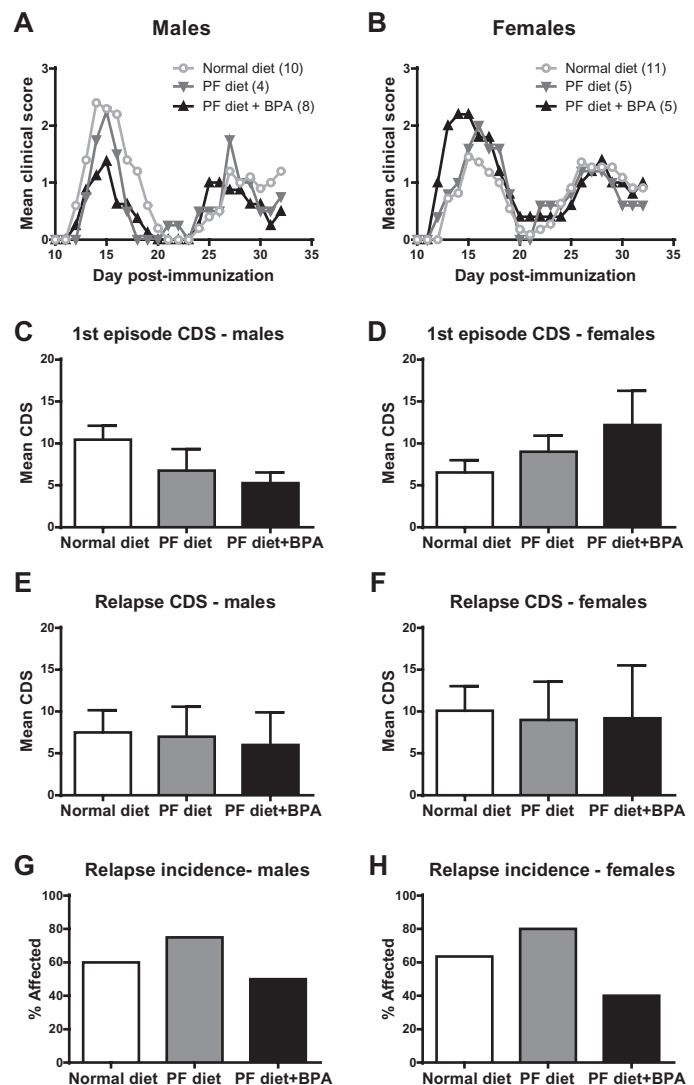 A
Males
3
2
1
0
Mean clinical score
Normal diet (10)
PF diet (4)
PF diet + BPA (8)
10 15 20 25 30 35
Day post-immunization
B
Females
3
2
1
0
Mean clinical score
Normal diet (11)
PF diet (5)
PF diet + BPA (5)
10 15 20 25 30 35
Day post-immunization
C
1st episode CDS - males
20
15
10
5
0
Mean CDS
Normal diet PF diet PF diet+BPA
D
1st episode CDS - females
20
15
10
5
0
Mean CDS
Normal diet PF diet PF diet+BPA
E
Relapse CDS - males
20
15
10
5
0
Mean CDS
Normal diet PF diet PF diet+BPA
F
Relapse CDS - females
20
15
10
5
0
Mean CDS
Normal diet PF diet PF diet+BPA
G
Relapse incidence- males
100
80
60
40
20
0
% Affected
Normal diet PF diet PF diet+BPA
H
Relapse incidence - females
100
80
60
40
20
0
% Affected
Normal diet PF diet PF diet+BPA